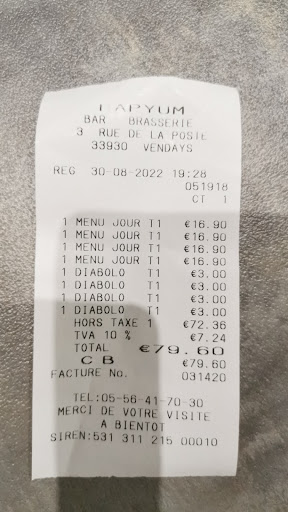 HAPYUM
BAR BRASSERIE
3 RUE DE LA POSTE
33930 VENDAYS
REG 30-08-2022 19:28
051918
CT 1
1 MENU JOUR T1 €16.90
1 MENU JOUR T1 €16.90
1 MENU JOUR T1 €16.90
1 MENU JOUR T1 €16.90
1 DIABOLO T1 €3.00
1 DIABOLO T1 €3.00
1 DIABOLO T1 €3.00
1 DIABOLO T1 €3.00
HORS TAXE 1 €72.36
TVA 10 % €7.24
TOTAL €79.60
CB €79.60
FACTURE No. 031420
TEL:05-56-41-70-30
MERCI DE VOTRE VISITE
A BIENTOT
SIREN:531 311 215 00010